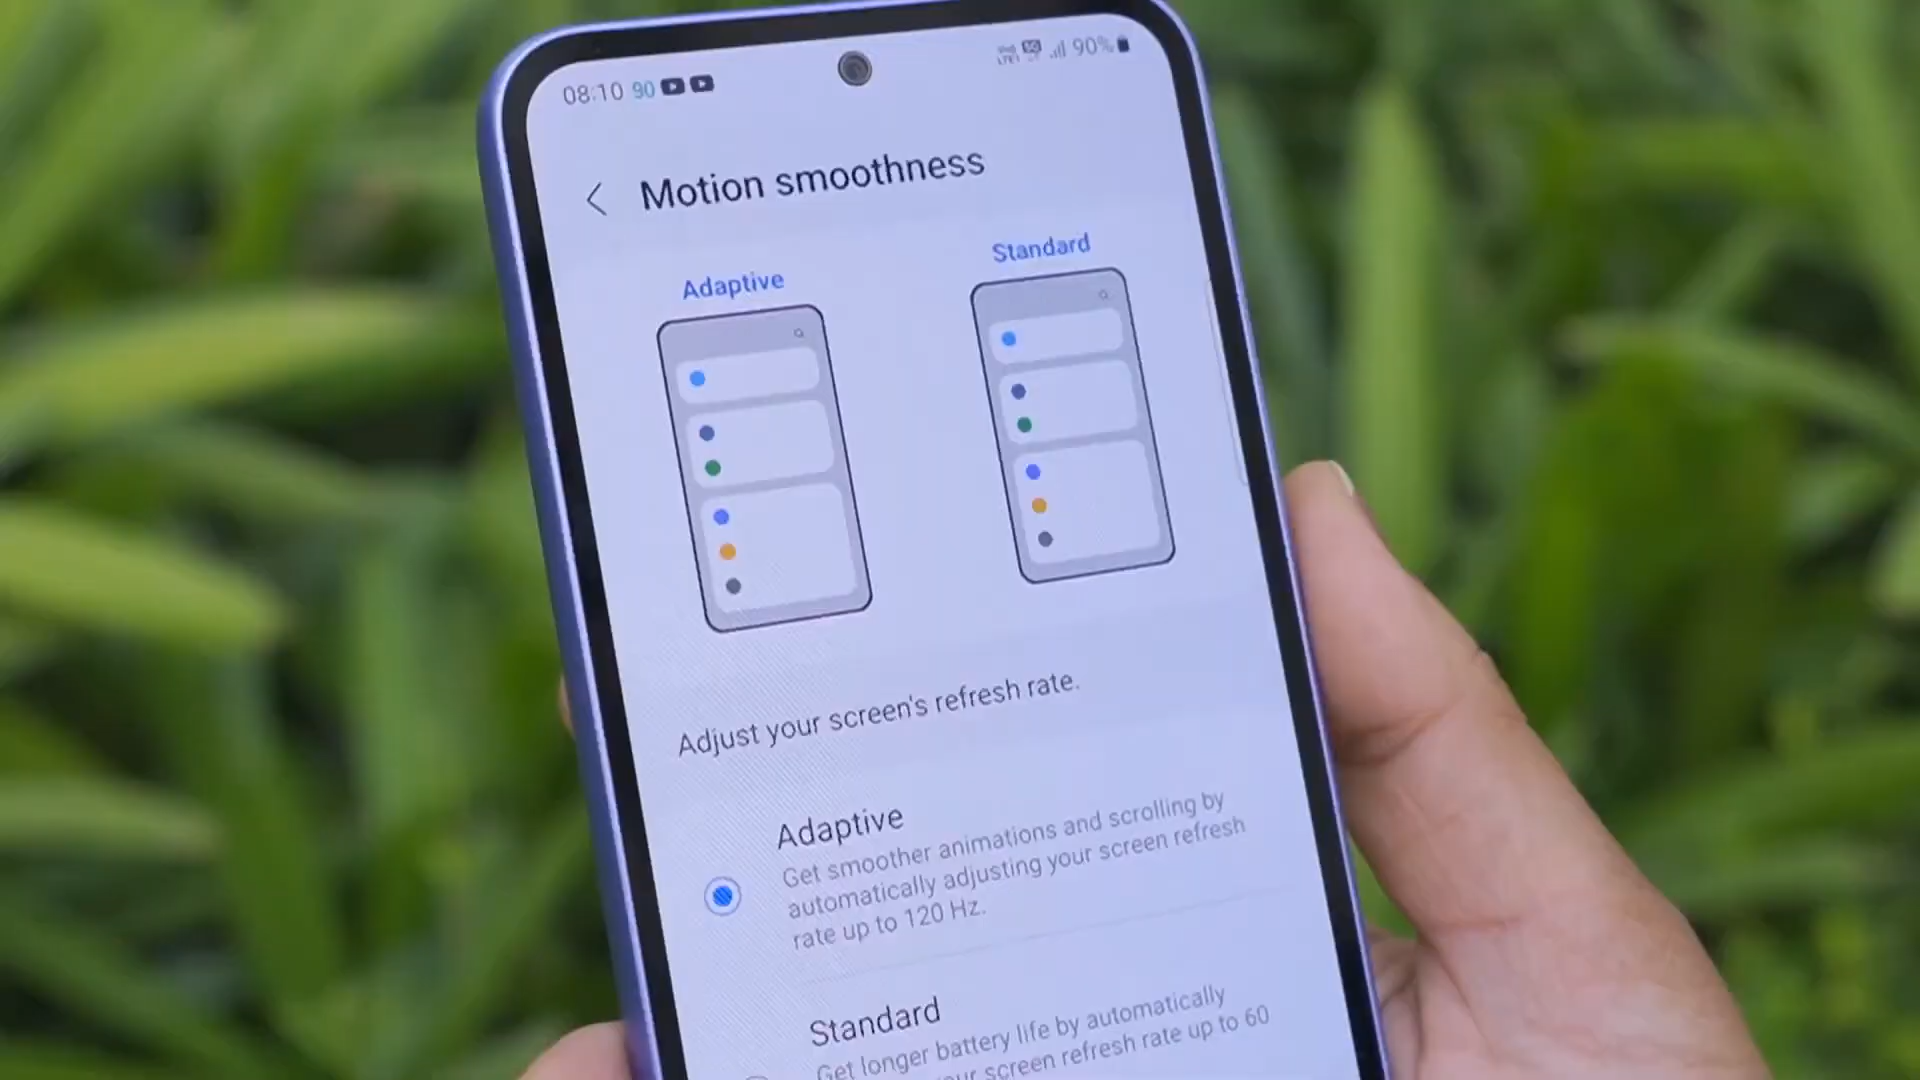 08:10 90
90%
Motion smoothness
Adaptive
Standard
Adjust your screen's refresh rate.
Adaptive
Get smoother animations and scrolling by
automatically adjusting your screen refresh
rate up to 120 Hz.
Standard
Get longer battery life by automatically
your screen refresh rate up to 60